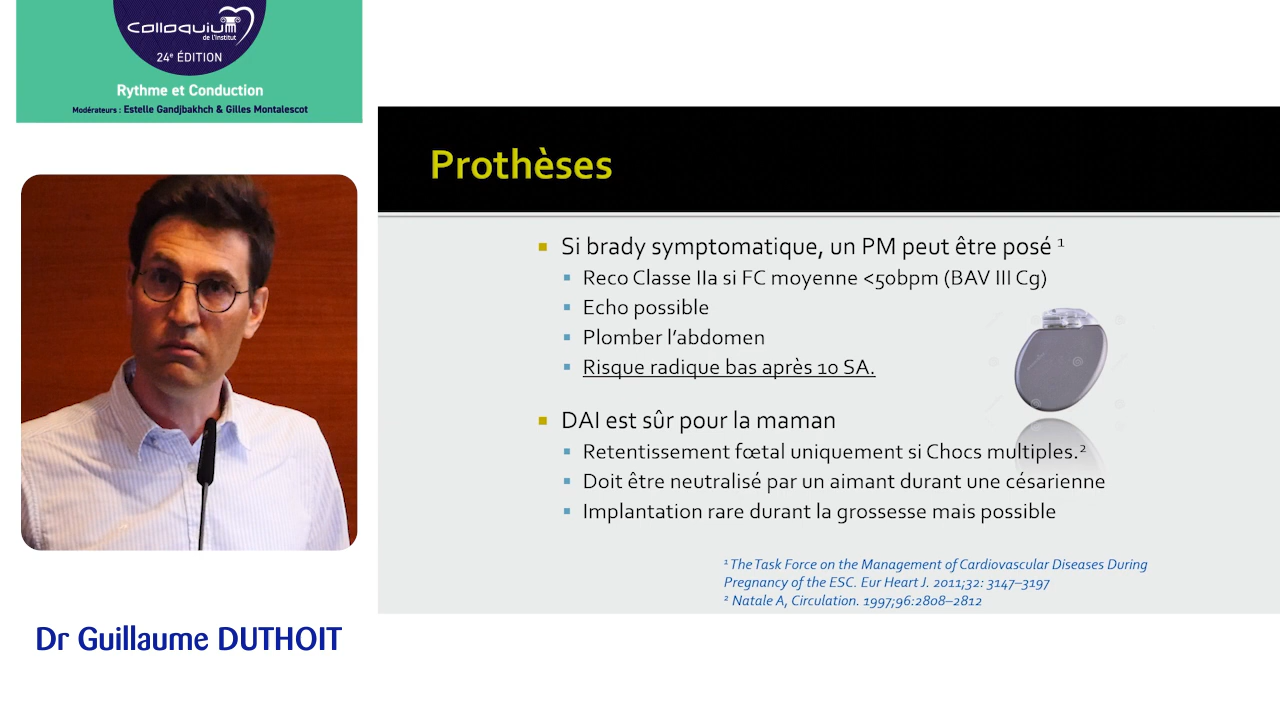 Colloquium
de l'Institut
24e ÉDITION
Rythme et Conduction
Modérateurs : Estelle Gandjbakhch & Gilles Montalescot
Prothèses
Si brady symptomatique, un PM peut être posé 1
Reco Classe IIa si FC moyenne <50bpm (BAV III Cg)
Echo possible
Plomber l'abdomen
Risque radique bas après 10 SA.
DAI est sûr pour la maman
Retentissement fœtal uniquement si Chocs multiples.2
Doit être neutralisé par un aimant durant une césarienne
Implantation rare durant la grossesse mais possible
1 The Task Force on the Management of Cardiovascular Diseases During
Pregnancy of the ESC. Eur Heart J. 2011;32: 3147–3197
2 Natale A, Circulation. 1997;96:2808–2812
Dr Guillaume DUTHOIT